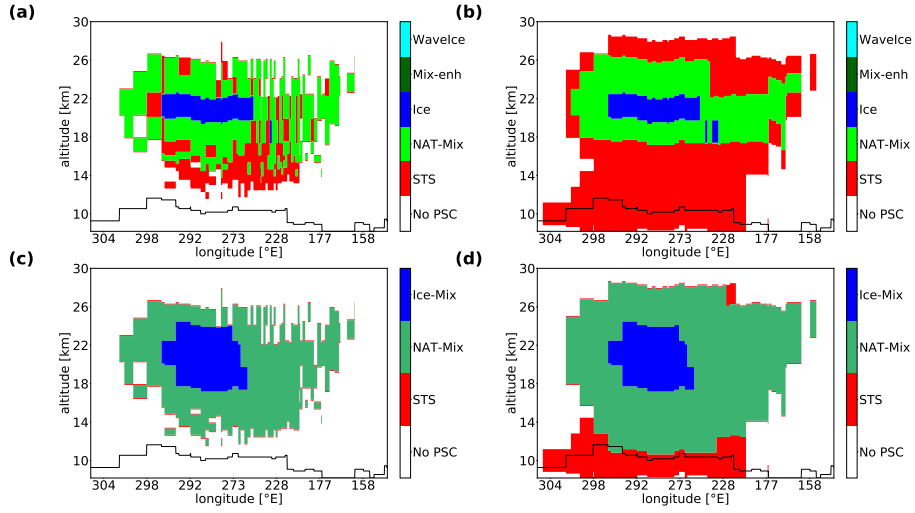 (a)
30
26
22
18
14
10
altitude [km]
304 298 292 273 228 177 158
longitude [°E]
WaveIce
Mix-enh
Ice
NAT-Mix
STS
No PSC
(b)
30
26
22
18
14
10
altitude [km]
304 298 292 273 228 177 158
longitude [°E]
WaveIce
Mix-enh
Ice
NAT-Mix
STS
No PSC
(c)
30
26
22
18
14
10
altitude [km]
304 298 292 273 228 177 158
longitude [°E]
Ice-Mix
NAT-Mix
STS
No PSC
(d)
30
26
22
18
14
10
altitude [km]
304 298 292 273 228 177 158
longitude [°E]
Ice-Mix
NAT-Mix
STS
No PSC